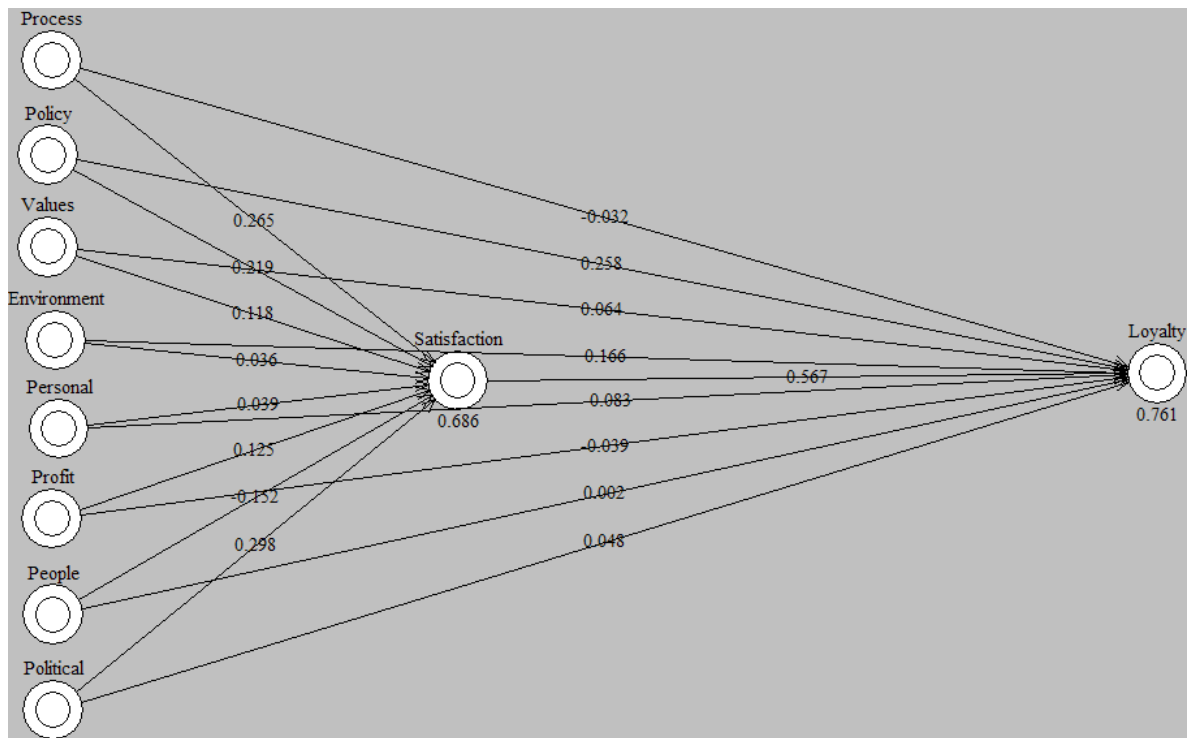 Process
Policy
Values
Environment
Personal
Profit
People
Political
0.265
0.219
0.118
0.036
0.039
0.125
-0.152
0.298
Satisfaction
0.686
-0.032
0.258
0.064
0.166
0.567
0.083
-0.039
0.002
0.048
Loyalty
0.761